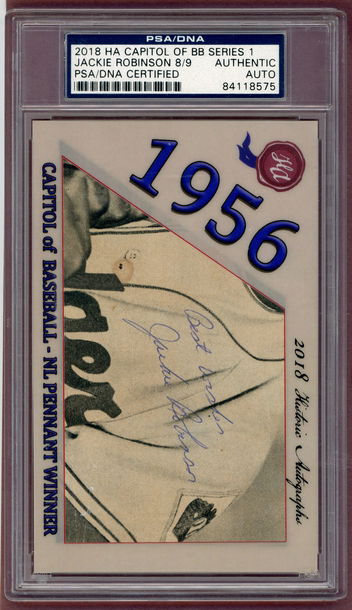 PSA/DNA
2018 HA CAPITOL OF BB SERIES 1
JACKIE ROBINSON 8/9 AUTHENTIC
PSA/DNA CERTIFIED AUTO
84118575
HA
1956
2018 Historic Autographs
Best Wishes
Jackie Robinson
dger
CAPITOL of BASEBALL - NL PENNANT WINNER